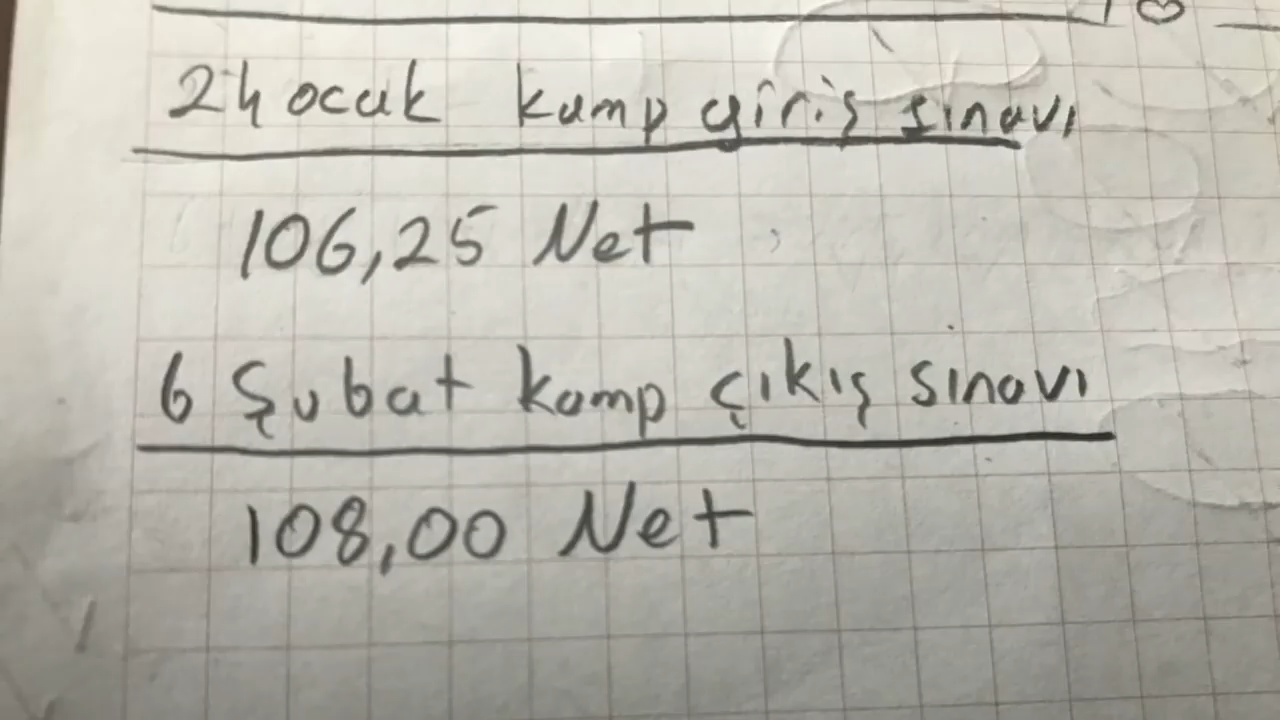 24 ocak kamp giriş sınavı
106,25 Net
6 Şubat kamp çıkış sınavı
108,00 Net